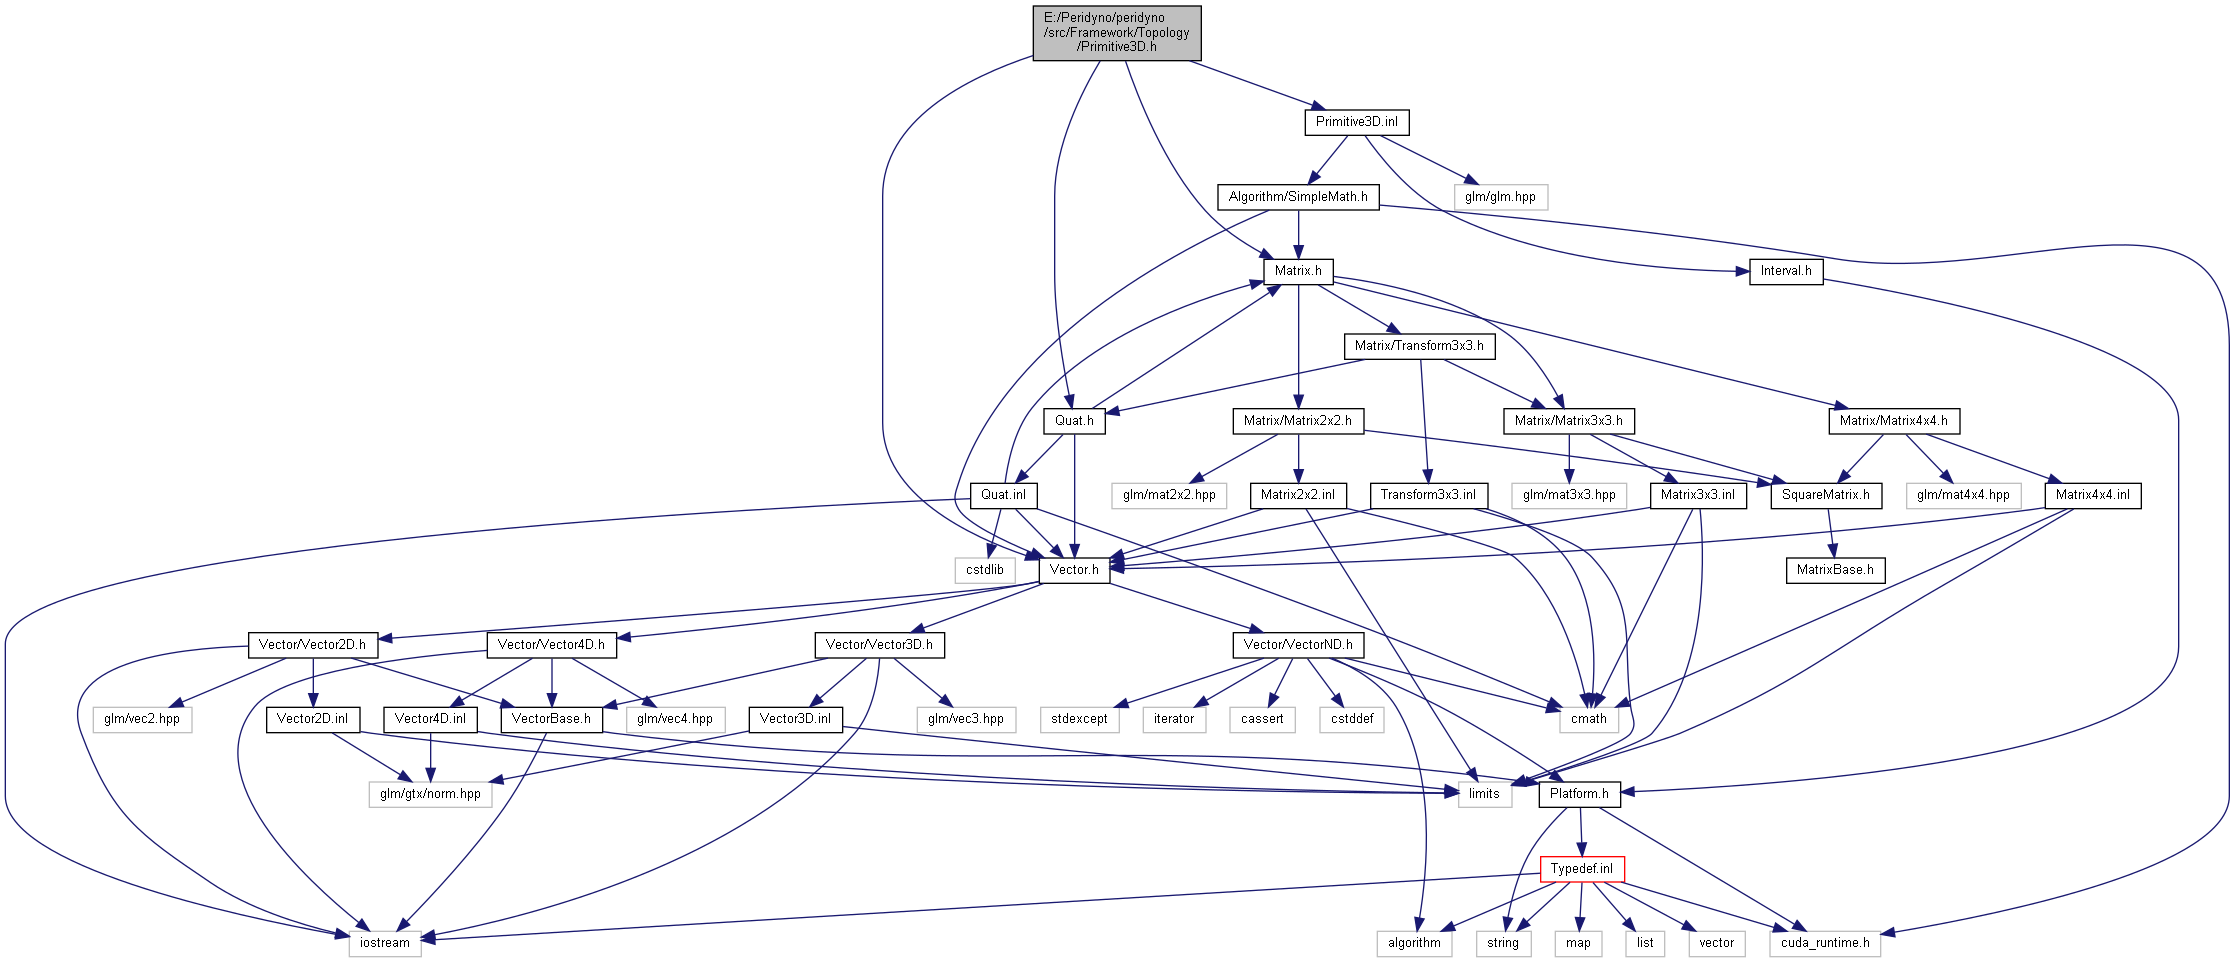 E:/Peridyno/peridyno
/src/Framework/Topology
/Primitive3D.h
Primitive3D.inl
Algorithm/SimpleMath.h
glm/glm.hpp
Matrix.h
Interval.h
Matrix/Transform3x3.h
Quat.h
Matrix/Matrix2x2.h
Matrix/Matrix3x3.h
Matrix/Matrix4x4.h
Quat.inl
glm/mat2x2.hpp
Matrix2x2.inl
Transform3x3.inl
glm/mat3x3.hpp
Matrix3x3.inl
SquareMatrix.h
glm/mat4x4.hpp
Matrix4x4.inl
cstdlib
Vector.h
MatrixBase.h
Vector/Vector2D.h
Vector/Vector4D.h
Vector/Vector3D.h
Vector/VectorND.h
glm/vec2.hpp
Vector2D.inl
Vector4D.inl
VectorBase.h
glm/vec4.hpp
Vector3D.inl
glm/vec3.hpp
stdexcept
iterator
cassert
cstddef
cmath
glm/gtx/norm.hpp
limits
Platform.h
Typedef.inl
iostream
algorithm
string
map
list
vector
cuda_runtime.h